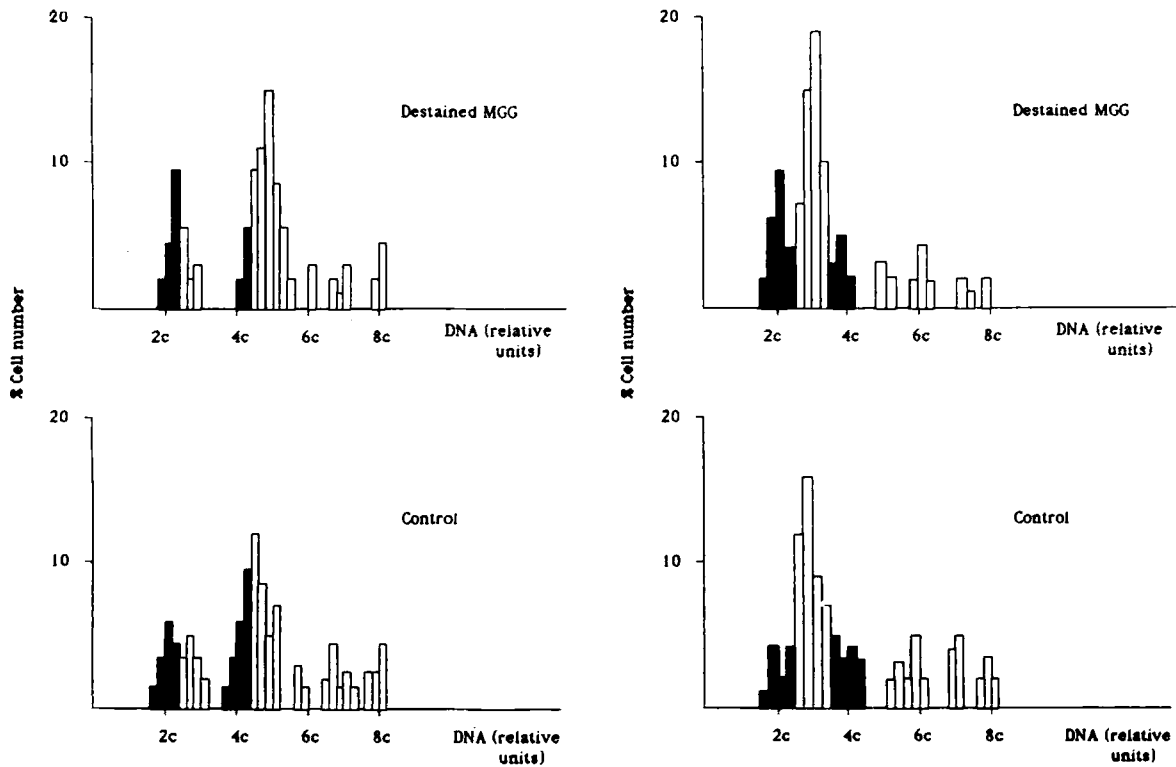 20
Destained MGG
10
2c 4c 6c 8c DNA (relative
units)
% Cell number
20
Control
10
2c 4c 6c 8c DNA (relative
units)
20
Destained MGG
10
2c 4c 6c 8c DNA (relative
units)
% Cell number
20
Control
10
2c 4c 6c 8c DNA (relative
units)